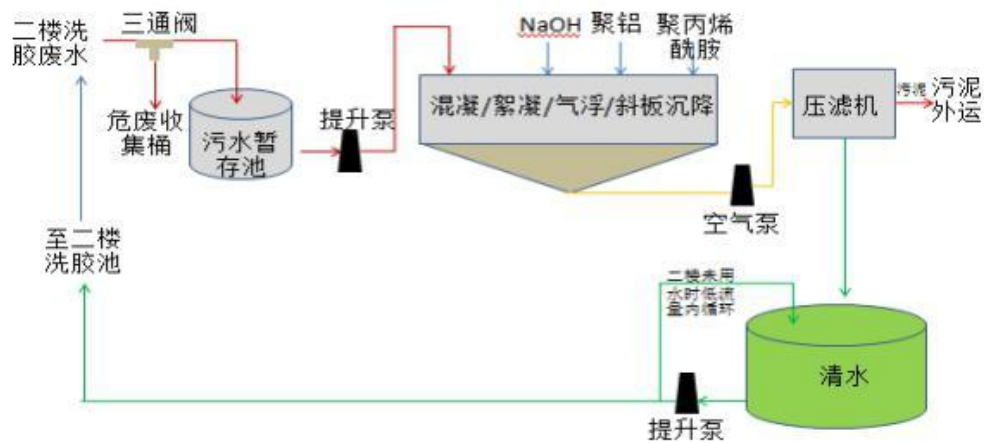 二楼洗
胶废水
三通阀
危废收
集桶
污水暂
存池
提升泵
NaOH
聚铝
聚丙烯
酰胺
混凝/絮凝/气浮/斜板沉降
空气泵
压滤机
污泥
污泥
外运
至二楼
洗胶池
二楼未用
水时低流
量内循环
清水
提升泵